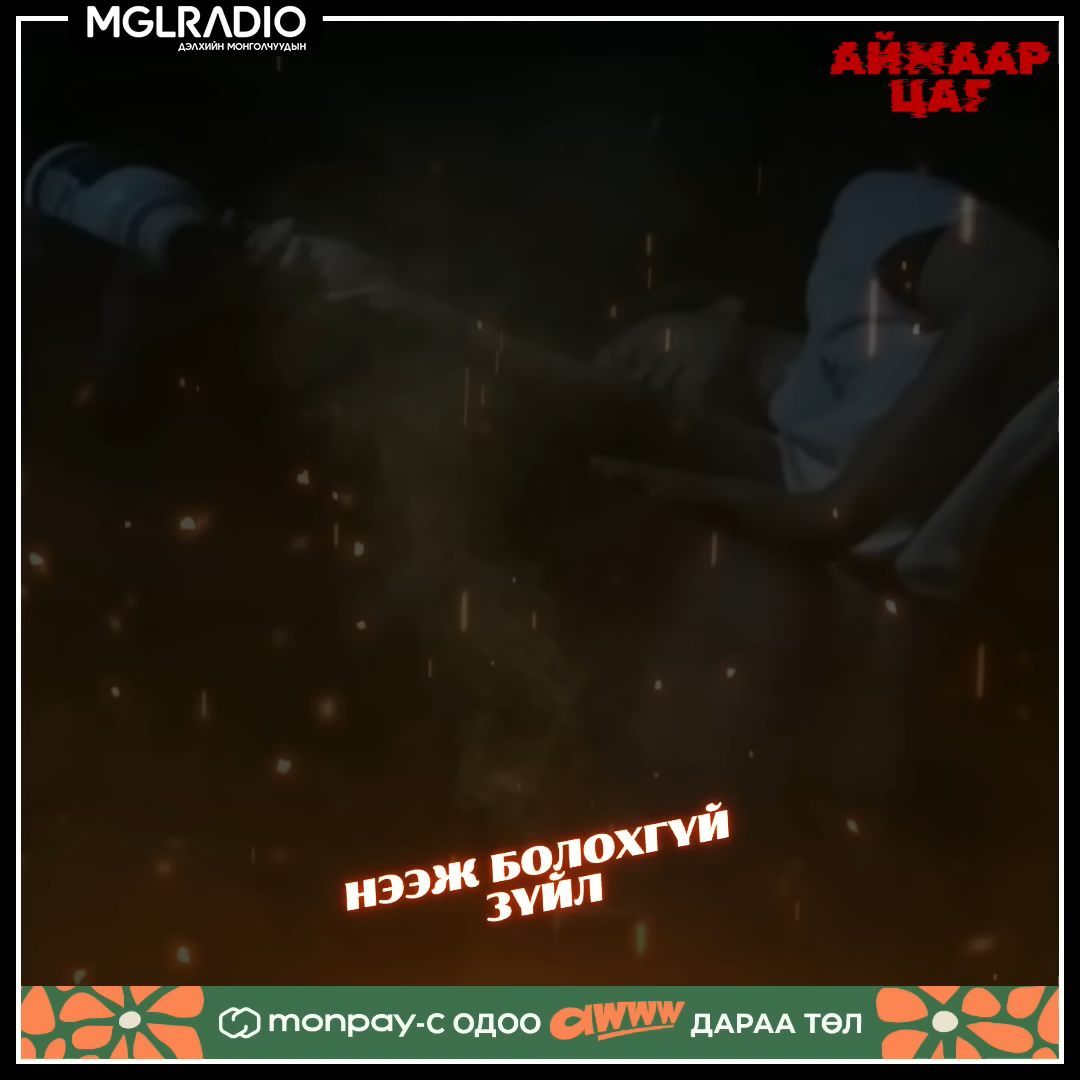 MGLRADIO
ДЭЛХИЙН МОНГОЛЧУУДЫН
АЙЖААР
ЦАГ
НЭЭЖ БОЛОХГҮЙ
ЗҮЙЛ
monpay-С ОДОО awww ДАРАА ТӨЛ